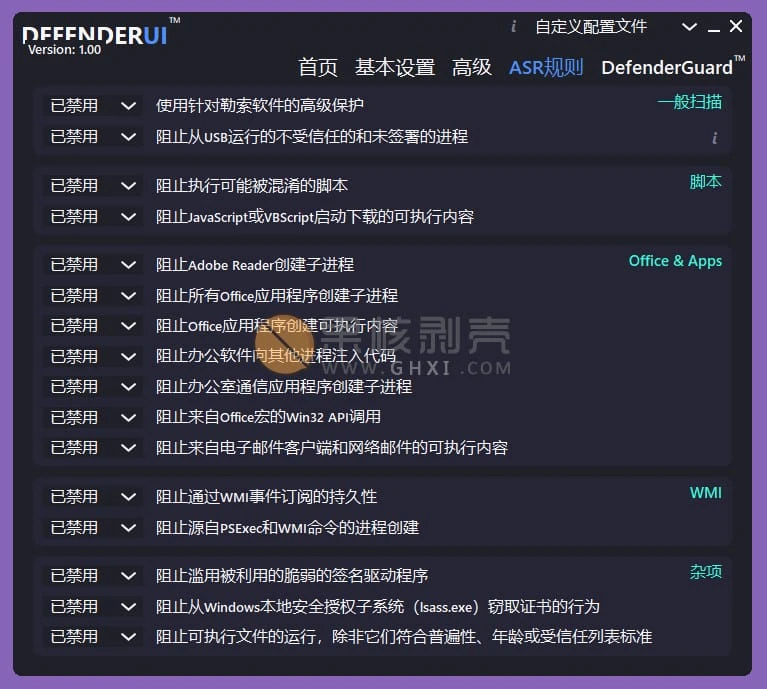 DEFENDERUI™
Version: 1.00
i 自定义配置文件
首页 基本设置 高级 ASR规则 DefenderGuard™
已禁用 使用针对勒索软件的高级保护 一般扫描
已禁用 阻止从USB运行的不受信任的和未签署的进程 i
已禁用 阻止执行可能被混淆的脚本 脚本
已禁用 阻止JavaScript或VBScript启动下载的可执行内容
已禁用 阻止Adobe Reader创建子进程 Office & Apps
已禁用 阻止所有Office应用程序创建子进程
已禁用 阻止Office应用程序创建可执行内容
已禁用 阻止办公软件向其他进程注入代码
果核剥壳
WWW.GHXI.COM
已禁用 阻止办公室通信应用程序创建子进程
已禁用 阻止来自Office宏的Win32 API调用
已禁用 阻止来自电子邮件客户端和网络邮件的可执行内容
已禁用 阻止通过WMI事件订阅的持久性 WMI
已禁用 阻止源自PSExec和WMI命令的进程创建
已禁用 阻止滥用被利用的脆弱的签名驱动程序 杂项
已禁用 阻止从Windows本地安全授权子系统（lsass.exe）窃取证书的行为
已禁用 阻止可执行文件的运行，除非它们符合普遍性、年龄或受信任列表标准